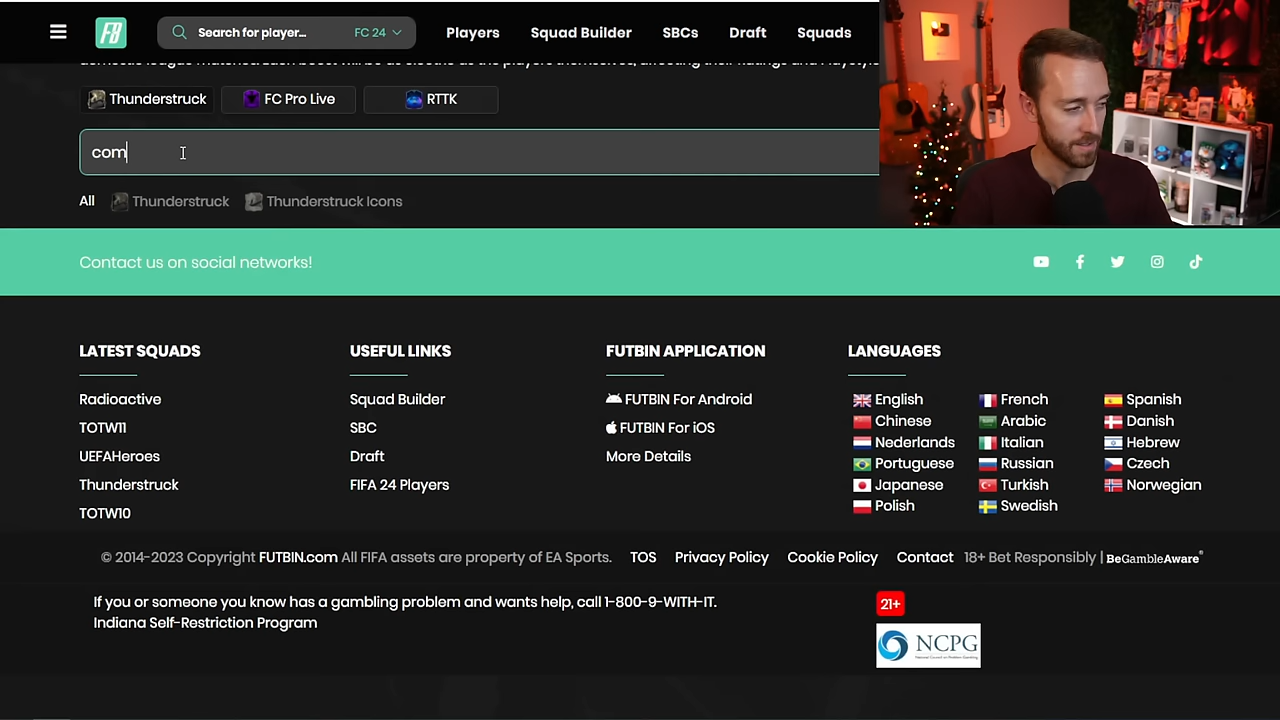 FB Search for player... FC 24 Players Squad Builder SBCs Draft Squads
Thunderstruck FC Pro Live RTTK
com
All Thunderstruck Thunderstruck Icons
Contact us on social networks!
LATEST SQUADS USEFUL LINKS FUTBIN APPLICATION LANGUAGES
Radioactive Squad Builder FUTBIN For Android English French Spanish
Chinese Arabic Danish
TOTW11 SBC FUTBIN For iOS Nederlands Italian Hebrew
UEFAHeroes Draft More Details Portuguese Russian Czech
Thunderstruck FIFA 24 Players Japanese Turkish Norwegian
TOTW10 Polish Swedish
© 2014-2023 Copyright FUTBIN.com All FIFA assets are property of EA Sports. TOS Privacy Policy Cookie Policy Contact 18+ Bet Responsibly | BeGambleAware®
If you or someone you know has a gambling problem and wants help, call 1-800-9-WITH-IT. 21+
Indiana Self-Restriction Program
NCPG